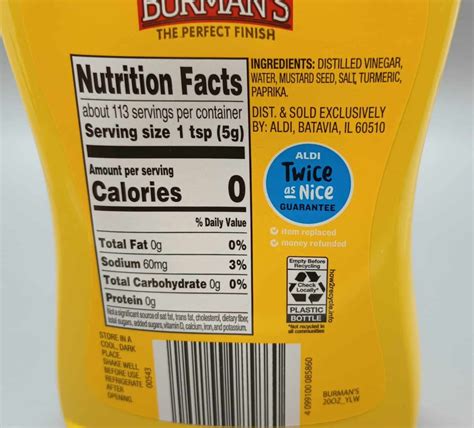 BURMAN'S
THE PERFECT FINISH
Nutrition Facts
about 113 servings per container
Serving size 1 tsp (5g)
Amount per serving
Calories 0
% Daily Value
Total Fat 0g 0%
Sodium 60mg 3%
Total Carbohydrate 0g 0%
Protein 0g
Not a significant source of sat fat, trans fat, cholesterol, dietary fiber,
total sugars, added sugars, vitamin D, calcium, iron, and potassium.
STORE IN A
COOL, DARK
PLACE.
SHAKE WELL
BEFORE USE.
REFRIGERATE
AFTER
OPENING.
00543
INGREDIENTS: DISTILLED VINEGAR,
WATER, MUSTARD SEED, SALT, TURMERIC,
PAPRIKA.
DIST. & SOLD EXCLUSIVELY
BY: ALDI, BATAVIA, IL 60510
ALDI
Twice
as Nice
GUARANTEE
item replaced
money refunded
Empty Before
Recycling
Check
Locally*
PLASTIC
BOTTLE
*Not recycled in
all communities
how2recycle.info
4 099100 085860
BURMAN'S
20OZ_YLW